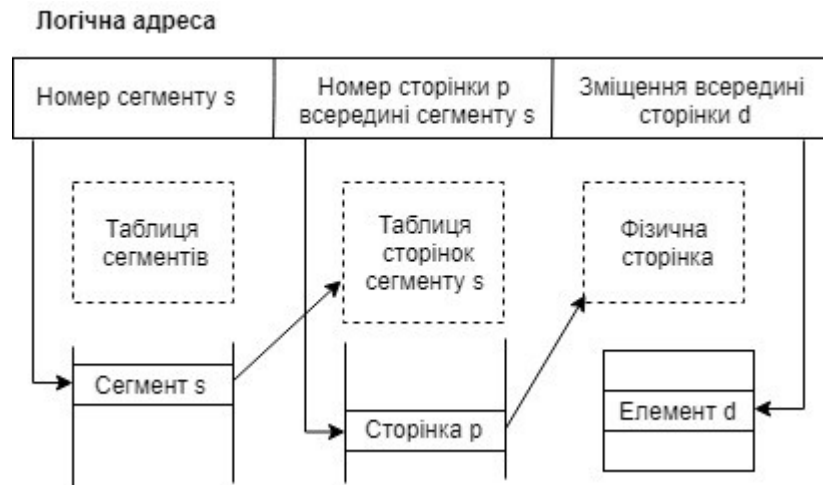 Логічна адреса
Номер сегменту s
Номер сторінки p
всередині сегменту s
Зміщення всередині
сторінки d
Таблиця
сегментів
Таблиця
сторінок
сегменту s
Фізична
сторінка
Сегмент s
Сторінка p
Елемент d